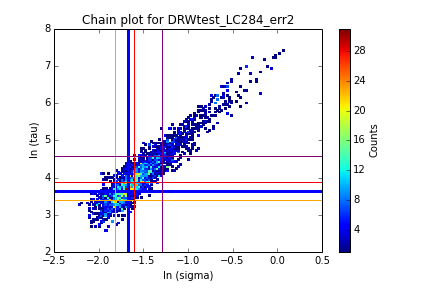 Chain plot for DRWtest_LC284_err2
8
7
6
5
4
3
2
ln (tau)
−2.5 −2.0 −1.5 −1.0 −0.5 0.0 0.5
ln (sigma)
28
24
20
16
12
8
4
Counts